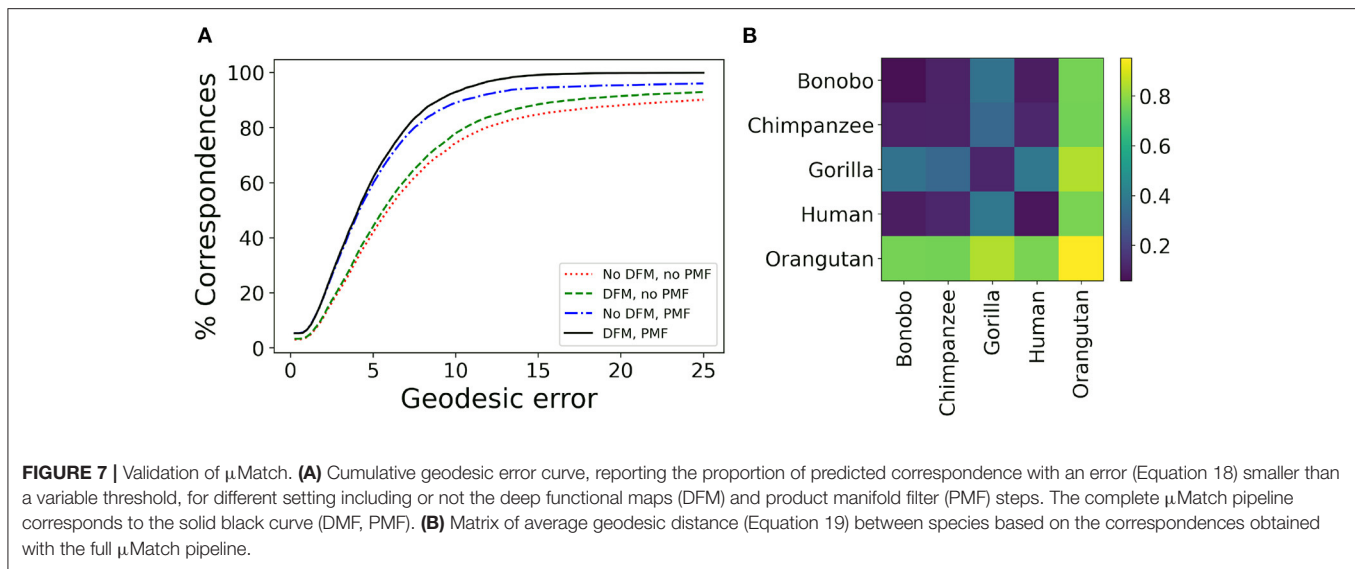 A
100
80
60
40
20
0
% Correspondences
0 5 10 15 20 25
Geodesic error
No DFM, no PMF
DFM, no PMF
No DFM, PMF
DFM, PMF
B
Bonobo
Chimpanzee
Gorilla
Human
Orangutan
Bonobo
Chimpanzee
Gorilla
Human
Orangutan
0.8
0.6
0.4
0.2
FIGURE 7 | Validation of μMatch. (A) Cumulative geodesic error curve, reporting the proportion of predicted correspondence with an error (Equation 18) smaller than
a variable threshold, for different setting including or not the deep functional maps (DFM) and product manifold filter (PMF) steps. The complete μMatch pipeline
corresponds to the solid black curve (DMF, PMF). (B) Matrix of average geodesic distance (Equation 19) between species based on the correspondences obtained
with the full μMatch pipeline.